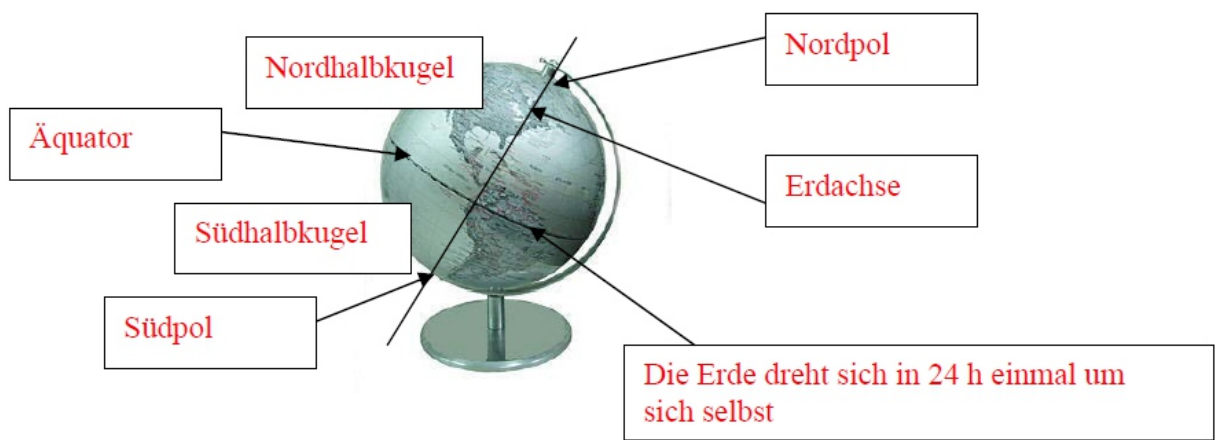 Nordpol
Nordhalbkugel
Äquator
Erdachse
Südhalbkugel
Südpol
Die Erde dreht sich in 24 h einmal um
sich selbst